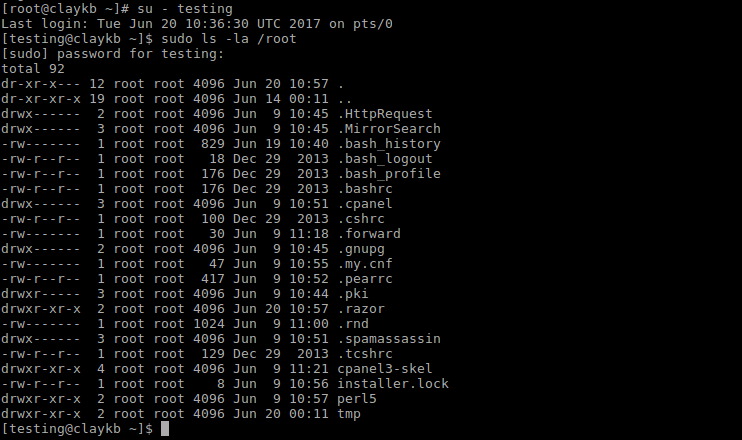 [root@claykb ~]# su - testing
Last login: Tue Jun 20 10:36:30 UTC 2017 on pts/0
[testing@claykb ~]$ sudo ls -la /root
[sudo] password for testing:
total 92
dr-xr-x--- 12 root root 4096 Jun 20 10:57 .
dr-xr-xr-x 19 root root 4096 Jun 14 00:11 ..
drwx------  2 root root 4096 Jun  9 10:45 .HttpRequest
drwx------  3 root root 4096 Jun  9 10:45 .MirrorSearch
-rw-------  1 root root  829 Jun 19 10:40 .bash_history
-rw-r--r--  1 root root   18 Dec 29  2013 .bash_logout
-rw-r--r--  1 root root  176 Dec 29  2013 .bash_profile
-rw-r--r--  1 root root  176 Dec 29  2013 .bashrc
drwx------  3 root root 4096 Jun  9 10:51 .cpanel
-rw-r--r--  1 root root  100 Dec 29  2013 .cshrc
-rw-------  1 root root   30 Jun  9 11:18 .forward
drwx------  2 root root 4096 Jun  9 10:45 .gnupg
-rw-------  1 root root   47 Jun  9 10:55 .my.cnf
-rw-r--r--  1 root root  417 Jun  9 10:52 .pearrc
drwxr-----  3 root root 4096 Jun  9 10:44 .pki
drwxr-xr-x  2 root root 4096 Jun 20 10:57 .razor
-rw-------  1 root root 1024 Jun  9 11:00 .rnd
drwx------  3 root root 4096 Jun  9 10:51 .spamassassin
-rw-r--r--  1 root root  129 Dec 29  2013 .tcshrc
drwxr-xr-x  4 root root 4096 Jun  9 11:21 cpanel3-skel
-rw-r--r--  1 root root    8 Jun  9 10:56 installer.lock
drwxr-xr-x  2 root root 4096 Jun  9 10:57 perl5
drwxr-xr-x  2 root root 4096 Jun 20 00:11 tmp
[testing@claykb ~]$